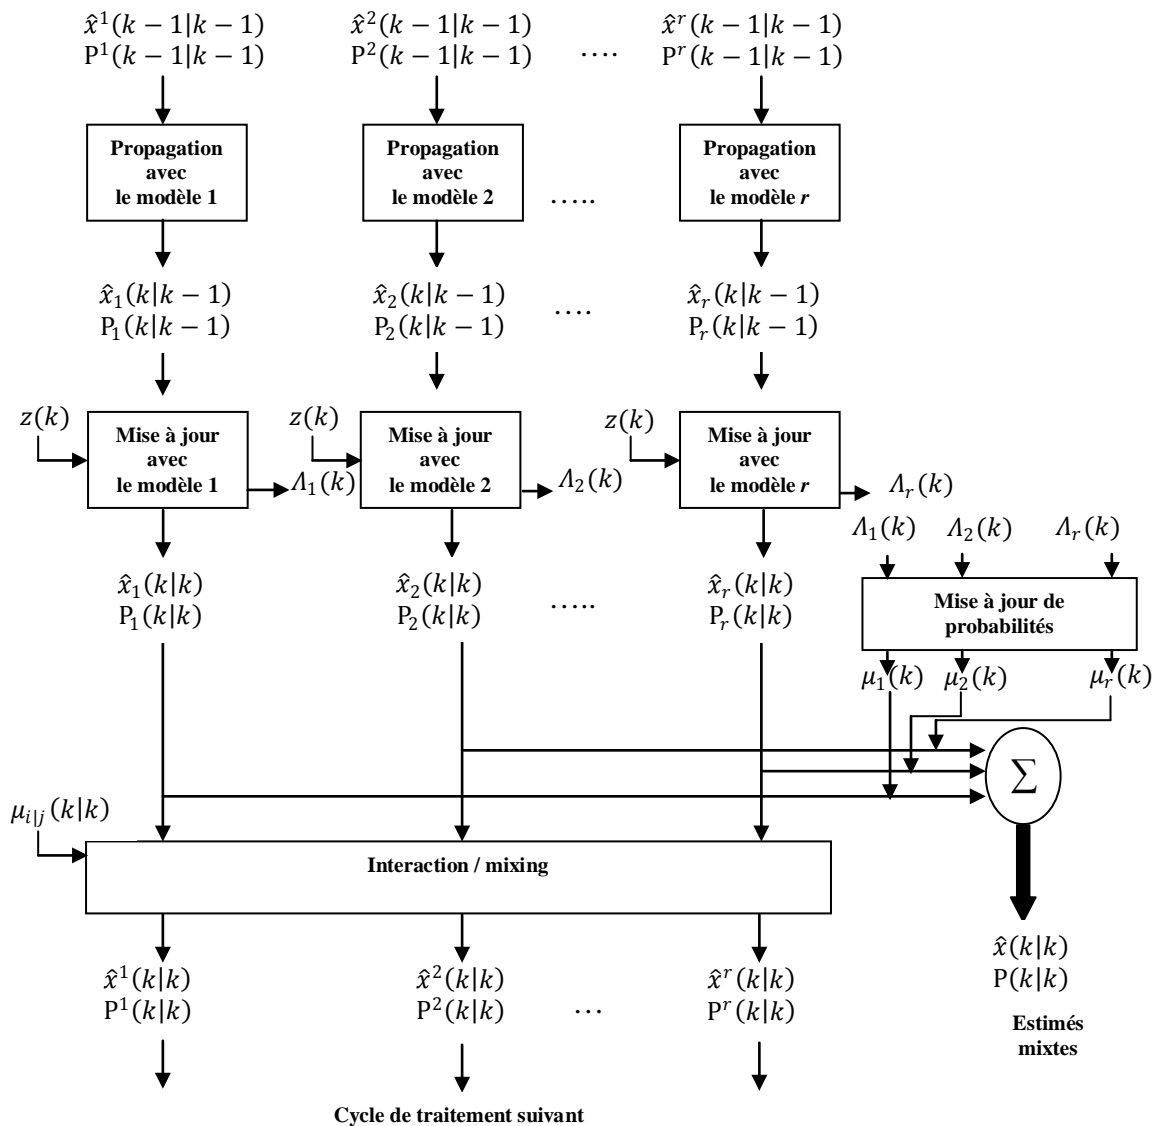 x̂¹(k − 1|k − 1) x̂²(k − 1|k − 1) x̂ʳ(k − 1|k − 1)
P¹(k − 1|k − 1) P²(k − 1|k − 1) .... Pʳ(k − 1|k − 1)
Propagation
avec
le modèle 1
Propagation
avec
le modèle 2
.....
Propagation
avec
le modèle r
x̂₁(k|k − 1) x̂₂(k|k − 1) x̂ᵣ(k|k − 1)
P₁(k|k − 1) P₂(k|k − 1) .... Pᵣ(k|k − 1)
z(k)
Mise à jour
avec
le modèle 1
Λ₁(k)
z(k)
Mise à jour
avec
le modèle 2
Λ₂(k)
z(k)
Mise à jour
avec
le modèle r
Λᵣ(k)
Λ₁(k) Λ₂(k) Λᵣ(k)
Mise à jour de
probabilités
μ₁(k) μ₂(k) μᵣ(k)
x̂₁(k|k) x̂₂(k|k) x̂ᵣ(k|k)
P₁(k|k) P₂(k|k) ..... Pᵣ(k|k)
∑
μᵢ|ⱼ(k|k)
Interaction / mixing
x̂¹(k|k) x̂²(k|k) x̂ʳ(k|k)
P¹(k|k) P²(k|k) ... Pʳ(k|k)
x̂(k|k)
P(k|k)
Estimés
mixtes
Cycle de traitement suivant